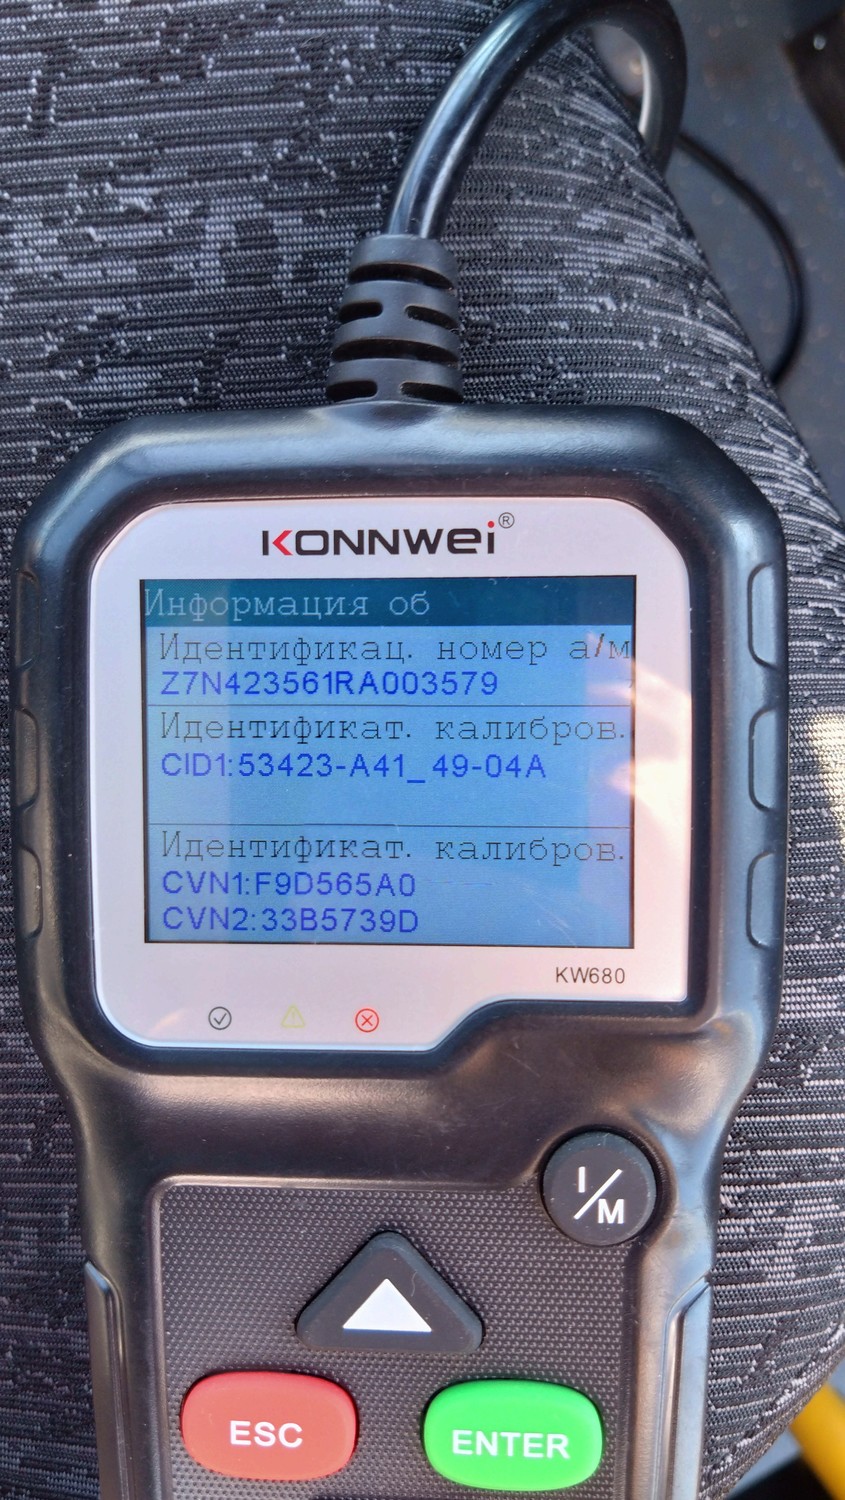 KONNWEI®
Информация об
Идентификац. номер а/м
Z7N423561RA003579
Идентификат. калибров.
CID1:53423-A41_49-04A
Идентификат. калибров.
CVN1:F9D565A0
CVN2:33B5739D
KW680
I/M
ESC
ENTER